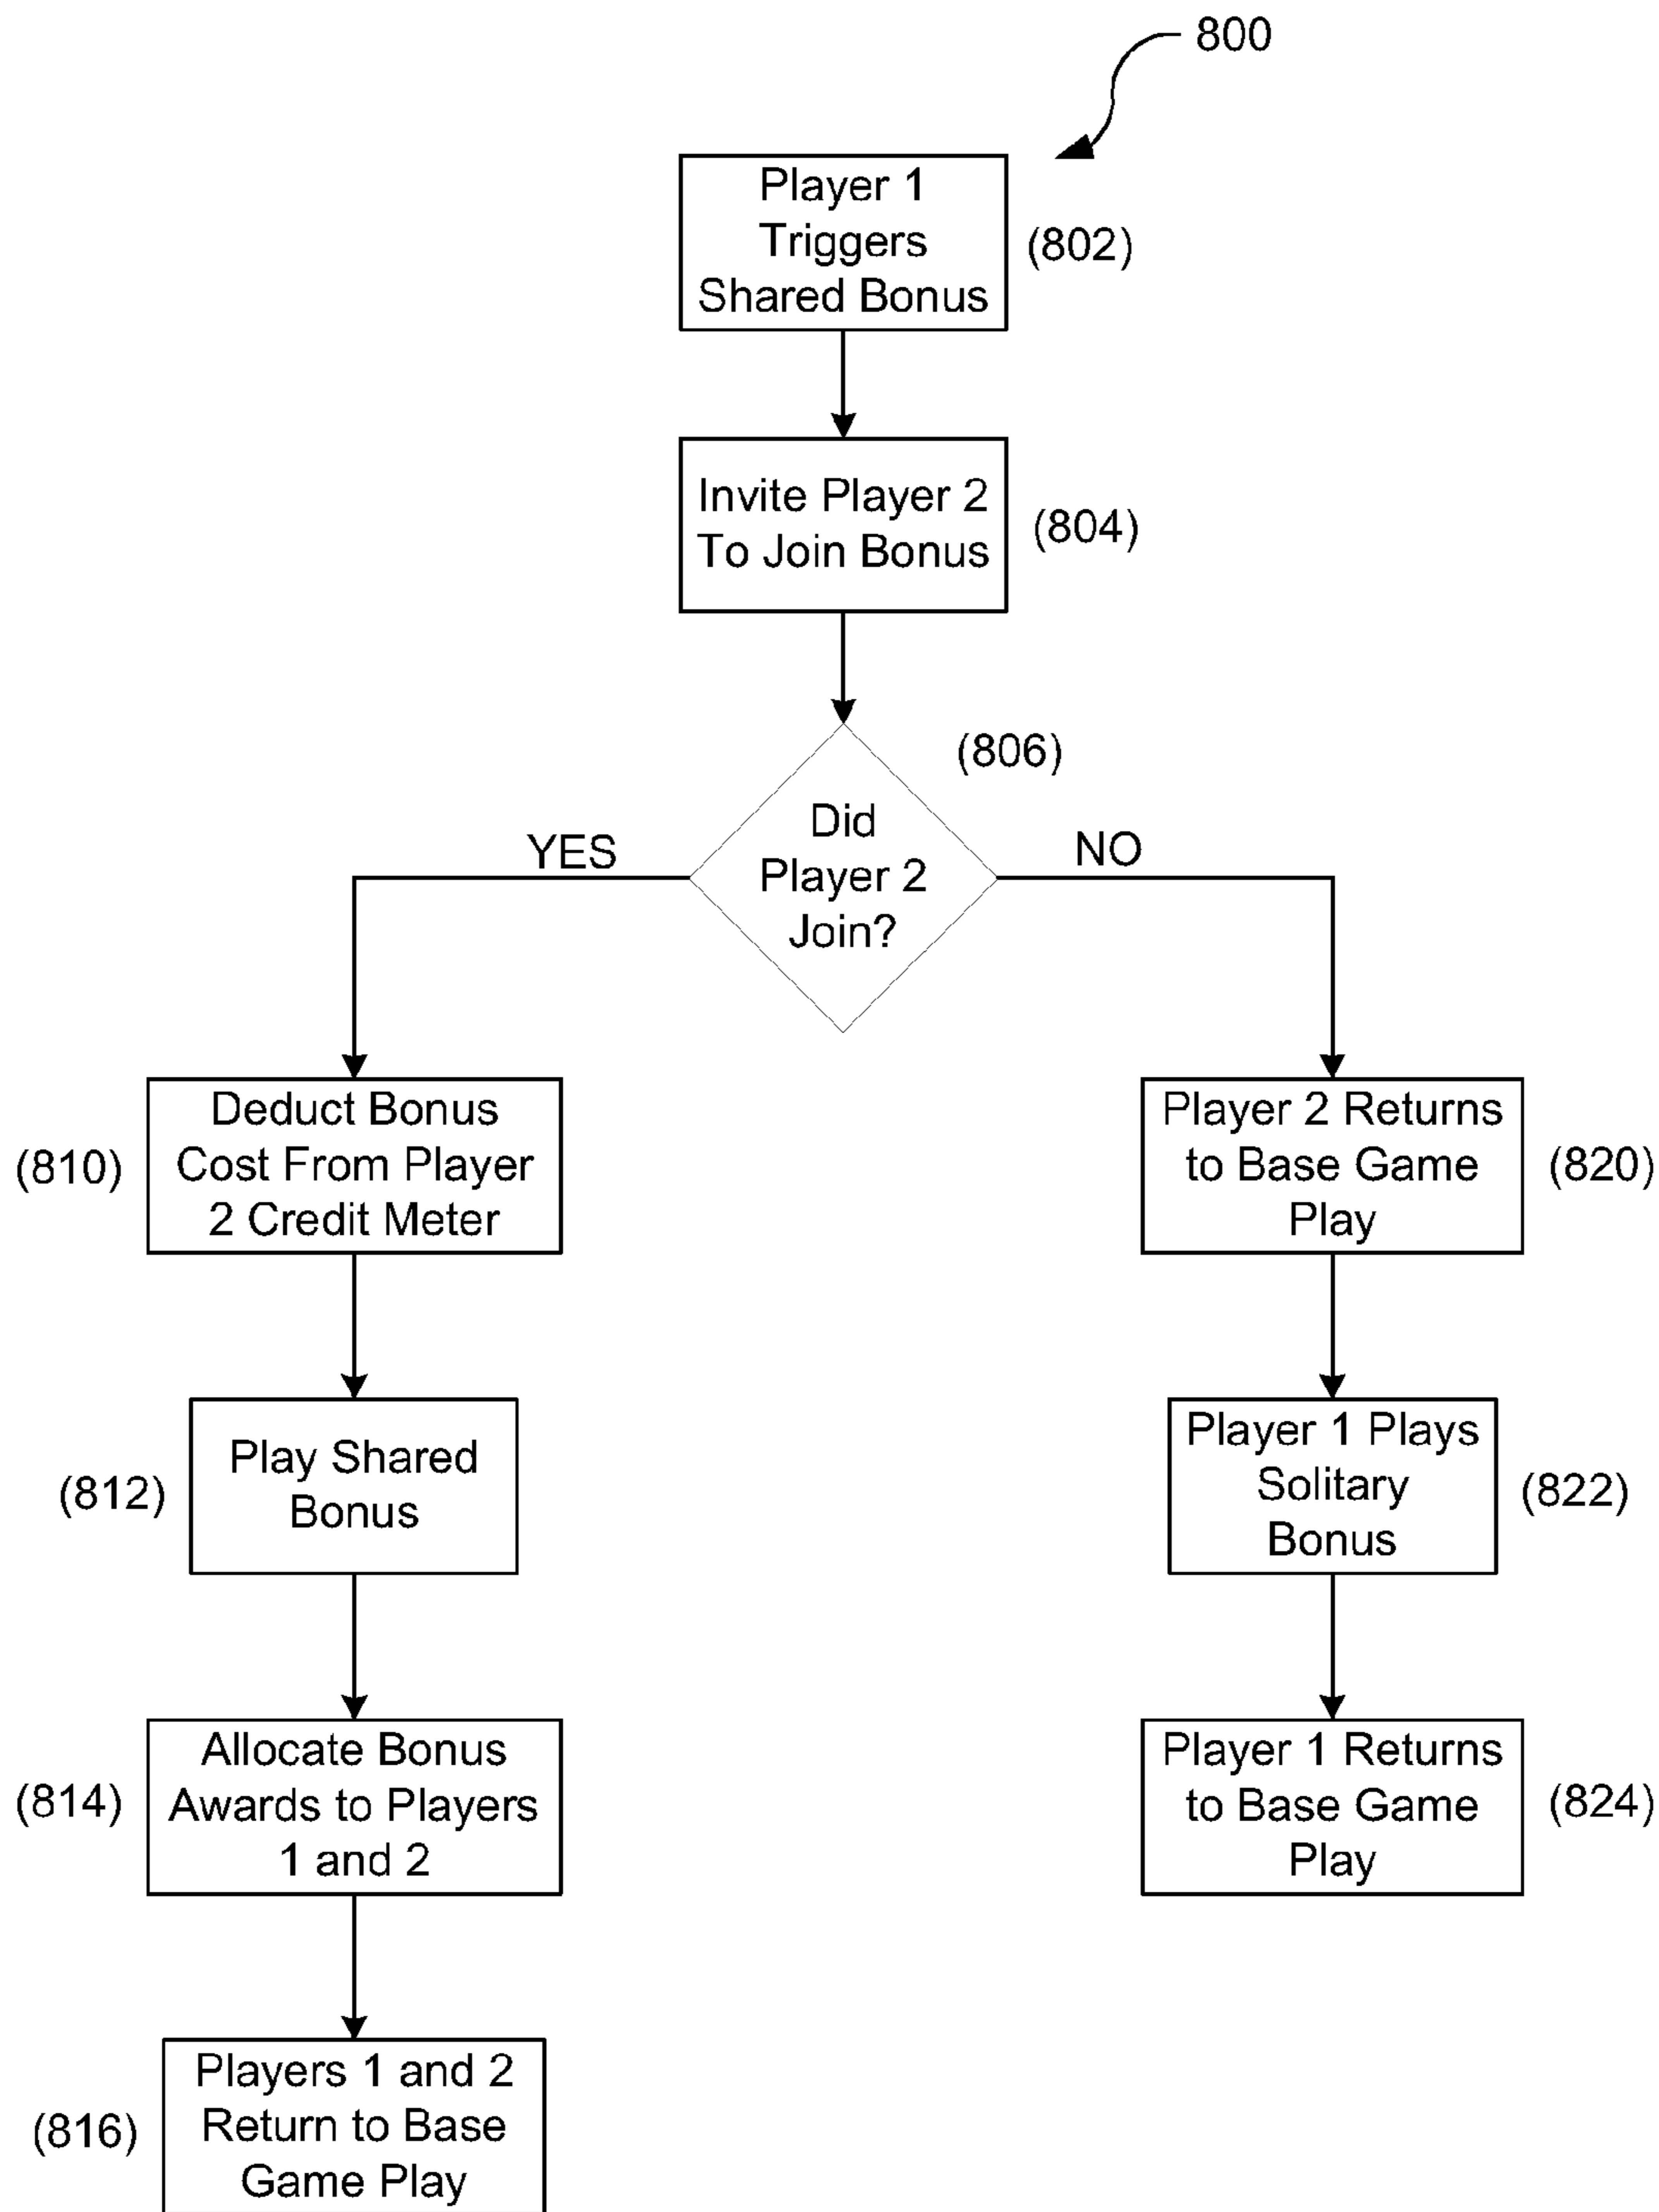 800
Player 1
Triggers
Shared Bonus
(802)
Invite Player 2
To Join Bonus
(804)
(806)
Did
Player 2
Join?
YES
NO
Deduct Bonus
Cost From Player
2 Credit Meter
(810)
Player 2 Returns
to Base Game
Play
(820)
Play Shared
Bonus
(812)
Player 1 Plays
Solitary
Bonus
(822)
Allocate Bonus
Awards to Players
1 and 2
(814)
Player 1 Returns
to Base Game
Play
(824)
Players 1 and 2
Return to Base
Game Play
(816)